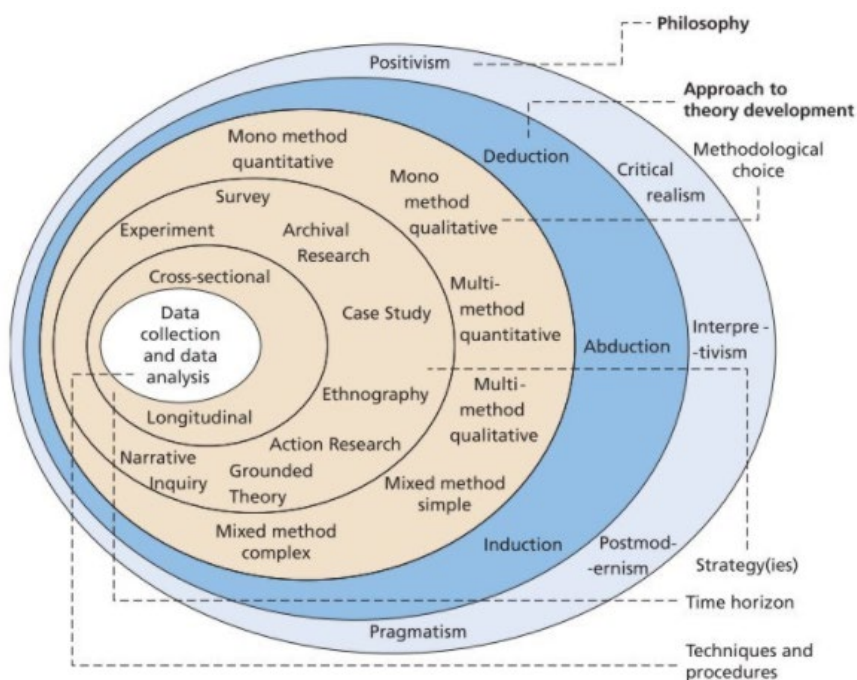 Philosophy
Positivism
Approach to
theory development
Mono method
quantitative
Deduction
Methodological
choice
Critical
realism
Mono
method
qualitative
Survey
Experiment
Archival
Research
Cross-sectional
Data
collection
and data
analysis
Case Study
Multi-
method
quantitative
Abduction
Interpre -
-tivism
Ethnography
Multi-
method
qualitative
Longitudinal
Action Research
Narrative
Inquiry
Grounded
Theory
Mixed method
simple
Mixed method
complex
Induction
Postmod-
-ernism
Strategy(ies)
Time horizon
Pragmatism
Techniques and
procedures